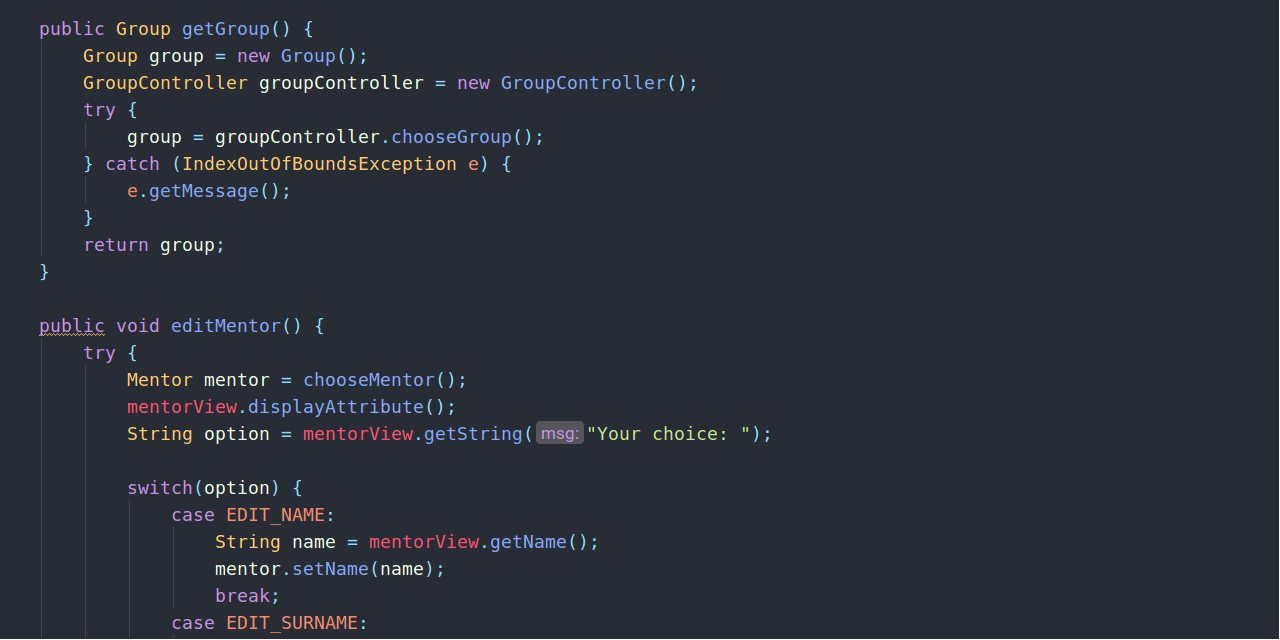 public Group getGroup() {
    Group group = new Group();
    GroupController groupController = new GroupController();
    try {
        group = groupController.chooseGroup();
    } catch (IndexOutOfBoundsException e) {
        e.getMessage();
    }
    return group;
}

public void editMentor() {
    try {
        Mentor mentor = chooseMentor();
        mentorView.displayAttribute();
        String option = mentorView.getString( msg: "Your choice: ");

        switch(option) {
            case EDIT_NAME:
                String name = mentorView.getName();
                mentor.setName(name);
                break;
            case EDIT_SURNAME: